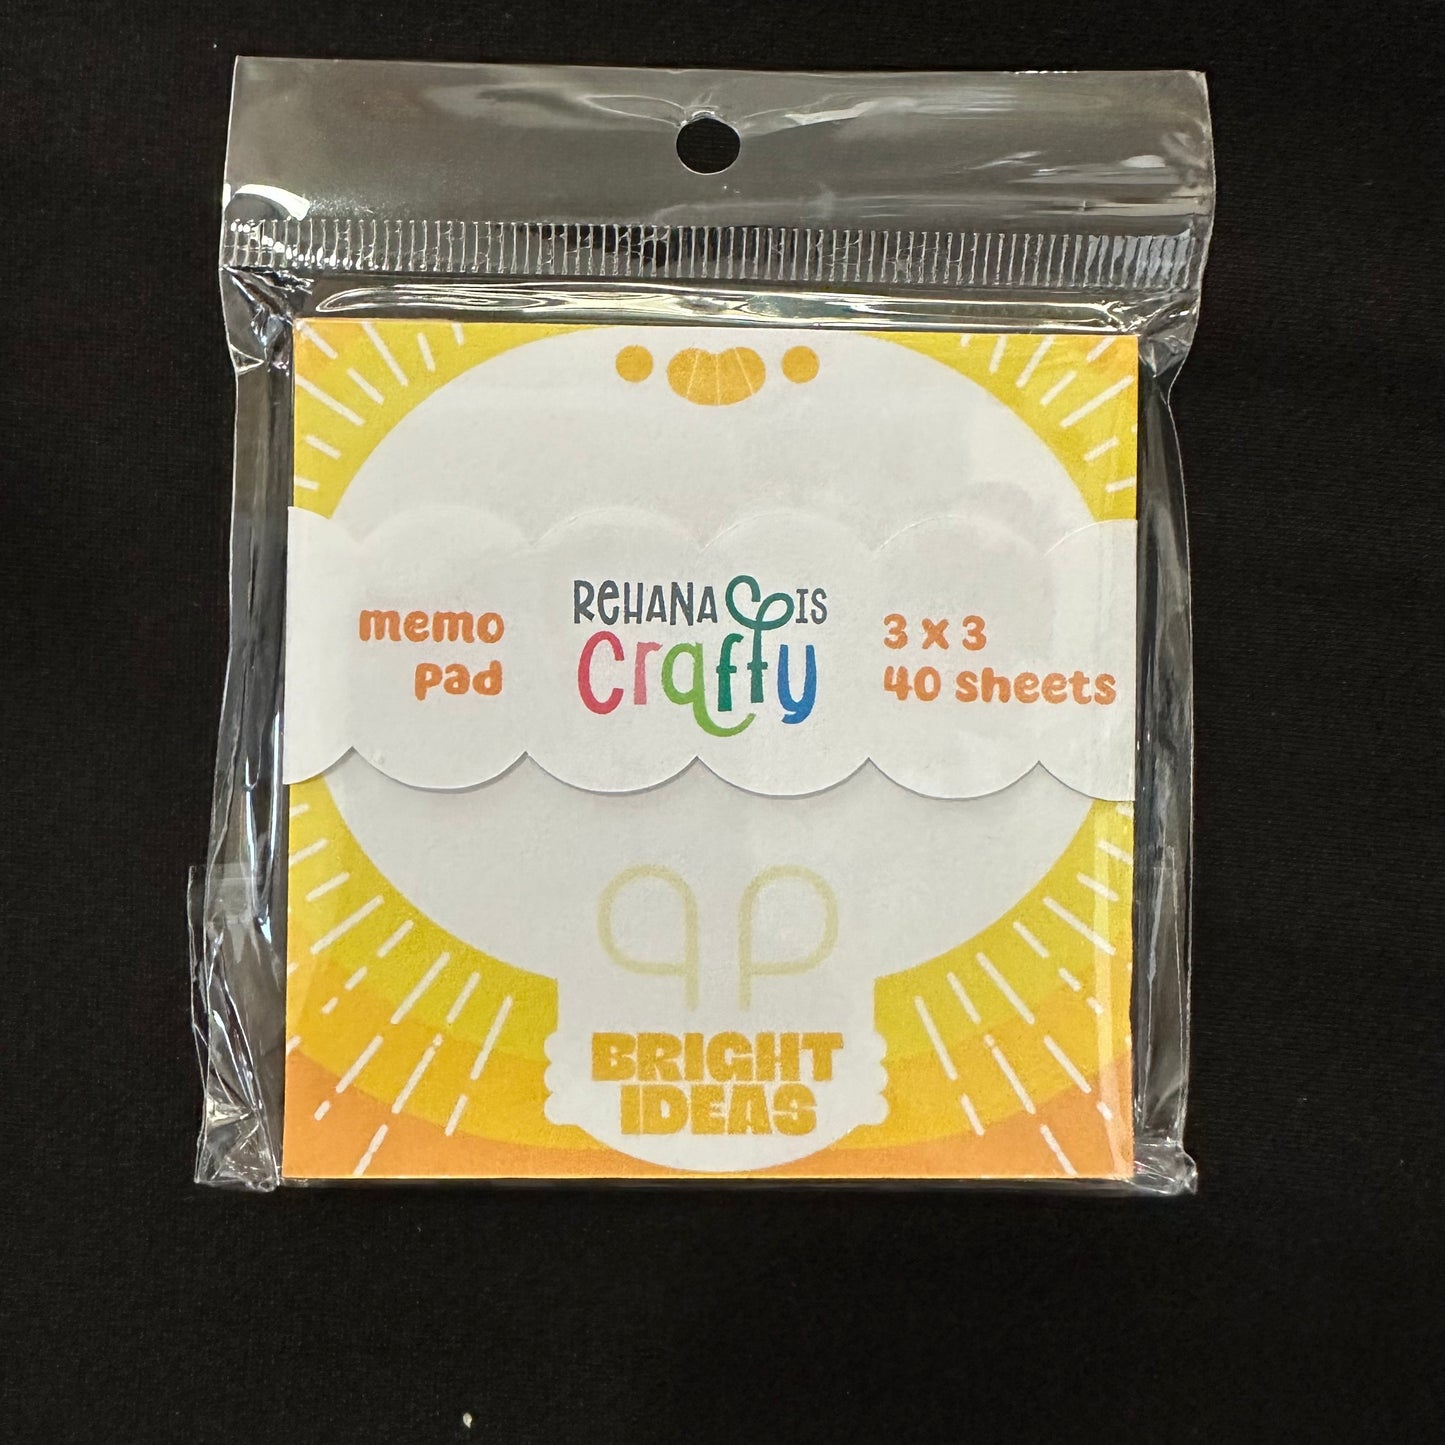 memo
pad
REHANA IS
Crafty
3 x 3
40 sheets
BRIGHT
IDEAS